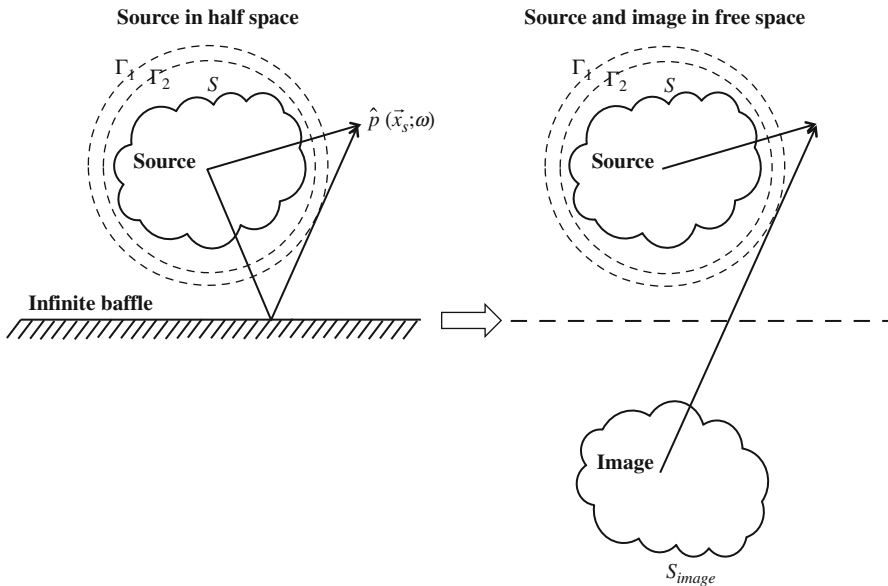 Source in half space
Γ1
Γ2
S
p̂ (x⃗s;ω)
Source
Infinite baffle
Source and image in free space
Γ1
Γ2
S
Source
Image
Simage